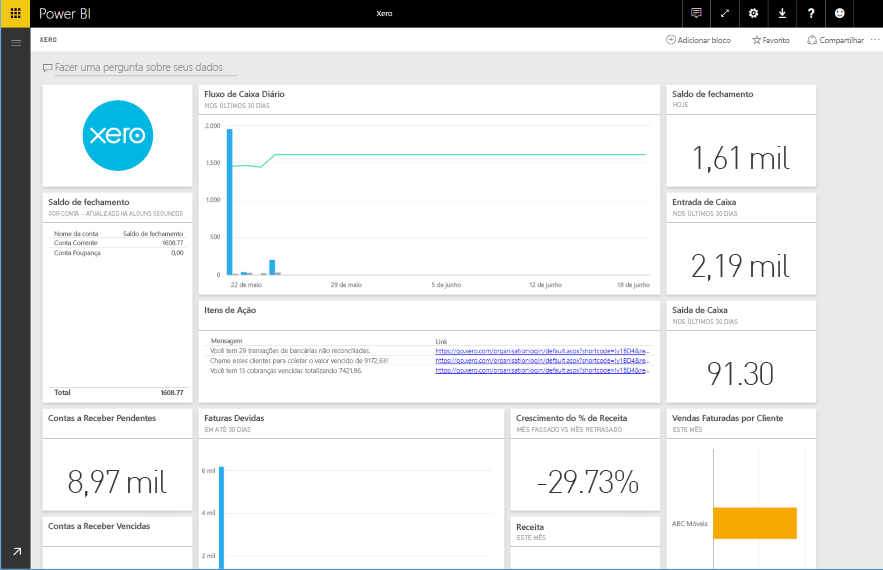 Power BI
Xero
XERO
Adicionar bloco
Favorito
Compartilhar
Fazer uma pergunta sobre seus dados
xero
Fluxo de Caixa Diário
NOS ÚLTIMOS 30 DIAS
2.000
1.500
1.000
500
0
22 de maio
29 de maio
5 de junho
12 de junho
19 de junho
Saldo de fechamento
HOJE
1,61 mil
Saldo de fechamento
POR CONTA - ATUALIZADO HÁ ALGUNS SEGUNDOS
Nome da conta Saldo de fechamento
Conta Corrente 1608.77
Conta Poupança 0,00
Total 1608.77
Entrada de Caixa
NOS ÚLTIMOS 30 DIAS
2,19 mil
Itens de Ação
Mensagem Link
Você tem 29 transações de bancárias não reconciliadas. https://go.xero.com/organisationlogin/default.aspx?shortcode=!y1BD4&re...
Chame esses clientes para coletar o valor vencido de 9172,63! https://go.xero.com/organisationlogin/default.aspx?shortcode=!y1BD4&re...
Você tem 13 cobranças vencidas totalizando 7421,86. https://go.xero.com/organisationlogin/default.aspx?shortcode=!y1BD4&re...
Saída de Caixa
NOS ÚLTIMOS 30 DIAS
91.30
Contas a Receber Pendentes
8,97 mil
Faturas Devidas
EM ATÉ 30 DIAS
6 mil
4 mil
2 mil
Crescimento do % de Receita
MÊS PASSADO VS MÊS RETRASADO
-29.73%
Vendas Faturadas por Cliente
ESTE MÊS
ABC Móveis
Contas a Receber Vencidas
Receita
ESTE MÊS